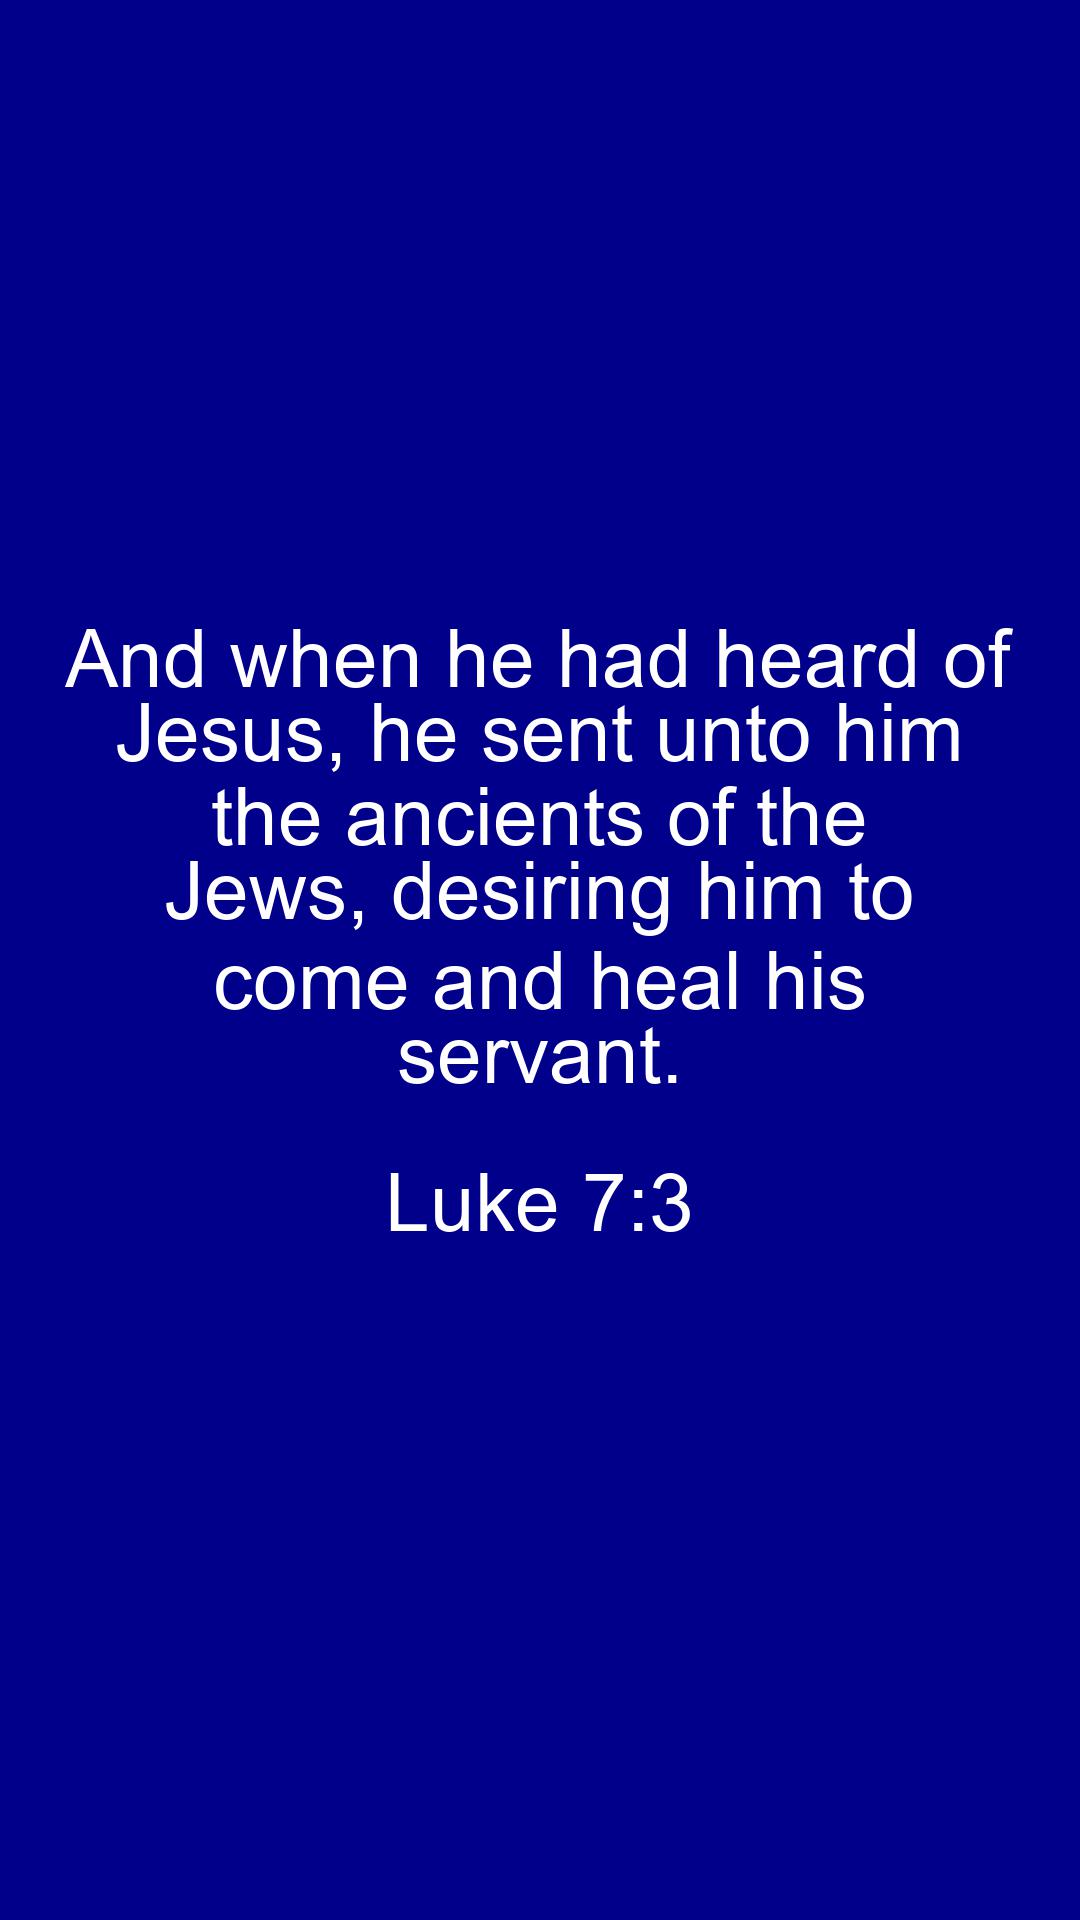 And when he had heard of
Jesus, he sent unto him
the ancients of the
Jews, desiring him to
come and heal his
servant.
Luke 7:3